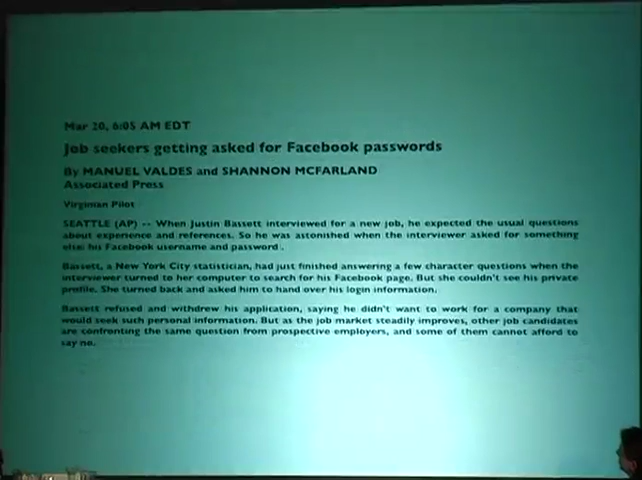 Mar 20, 6:05 AM EDT
Job seekers getting asked for Facebook passwords
By MANUEL VALDES and SHANNON MCFARLAND
Associated Press
Virginian Pilot
SEATTLE (AP) -- When Justin Bassett interviewed for a new job, he expected the usual questions
about experience and references. So he was astonished when the interviewer asked for something
else: his Facebook username and password.
Bassett, a New York City statistician, had just finished answering a few character questions when the
interviewer turned to her computer to search for his Facebook page. But she couldn't see his private
profile. She turned back and asked him to hand over his login information.
Bassett refused and withdrew his application, saying he didn't want to work for a company that
would seek such personal information. But as the job market steadily improves, other job candidates
are confronting the same question from prospective employers, and some of them cannot afford to
say no.